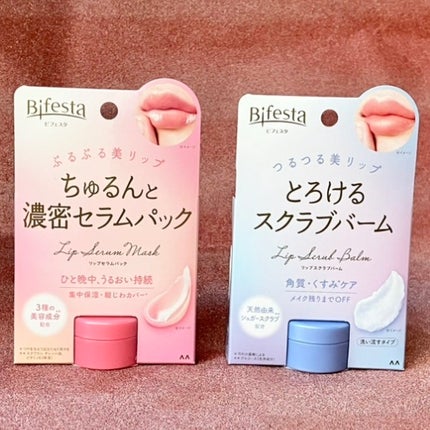 Bifesta
ビフェスタ
ぷるぷる美リップ
ちゅるんと
濃密セラムパック
Lip Serum Mask
リップセラムパック
ひと晩中、うるおい持続
集中保湿・縦じわカバー
3種の
美容成分
配合
Bifesta
ビフェスタ
つるつる美リップ
とろける
スクラブバーム
Lip Scrub Balm
リップスクラブバーム
角質・くすみケア
メイク残りまでOFF
天然由来
シュガースクラブ
配合
洗い流すタイプ